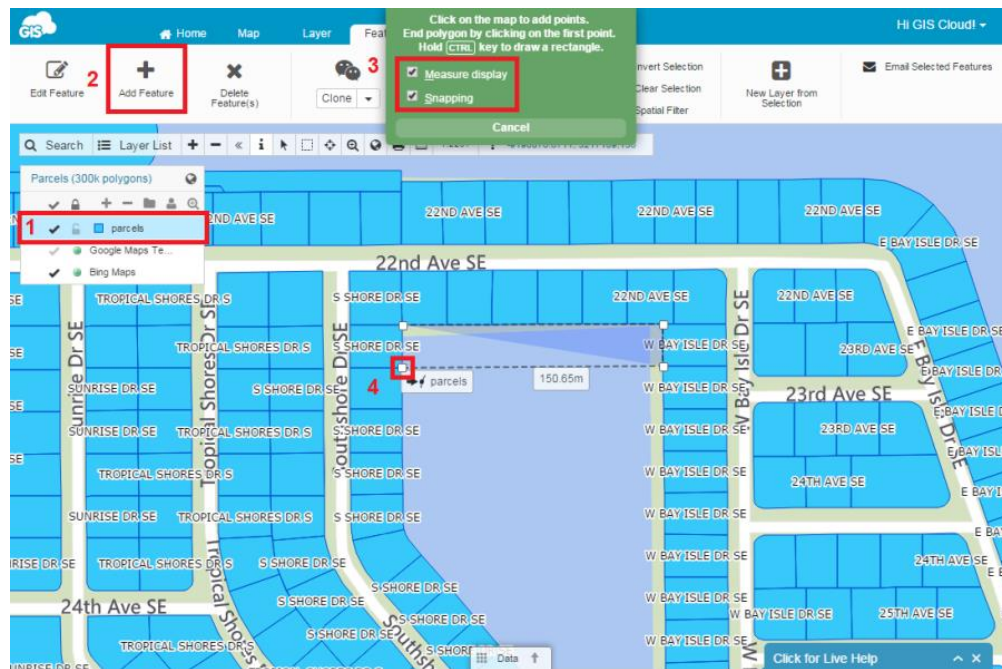 GIS
Home Map Layer
Hi GIS Cloud!
Click on the map to add points.
End polygon by clicking on the first point.
Hold CTRL key to draw a rectangle.
Measure display
Snapping
Cancel
Edit Feature
2
Add Feature
Delete
Feature(s)
3
Clone
Clear Selection
Spatial Filter
New Layer from
Selection
Email Selected Features
Search Layer List
Parcels (300k polygons)
1
parcels
Google Maps Te...
Bing Maps
22ND AVE SE
22ND AVE SE
22ND AVE SE
22ND AVE SE
E BAY ISLE DR SE
22nd Ave SE
SE
TROPICAL SHORES DR S
S SHORE DR SE
22ND AVE SE
22ND AVE SE
SE
TROPICAL SHORES DR S
S SHORE DR SE
W BAY ISLE DR SE
23RD AVE SE
E BAY ISLE DR SE
4
parcels
150.65m
SE
SUNRISE DR SE
S SHORE DR SE
W BAY ISLE DR SE
23rd Ave SE
E BAY ISLE DR
SUNRISE DR SE
TROPICAL SHORES DR S
S SHORE DR SE
W BAY ISLE DR SE
23RD AVE SE
SE
TROPICAL SHORES DR S
S SHORE DR SE
W BAY ISLE DR SE
24TH AVE SE
SUNRISE DR SE
TROPICAL SHORES DR S
S SHORE DR SE
W BAY ISLE DR SE
TROPICAL SHORES DR S
S SHORE DR SE
W BAY ISLE DR SE
24TH AVE SE
24th Ave SE
S SHORE DR SE
S SHORE DR SE
W BAY ISLE DR SE
S SHORE DR SE
W BAY ISLE DR SE
25TH AVE SE
TROPICAL SHORES DR S
S SHORE DR SE
W BAY ISLE DR SE
Sunrise Dr SE
Tropical Shores Dr SE
Southshore Dr SE
Bay Isle Dr SE
E Bay Isle Dr SE
Data
Click for Live Help